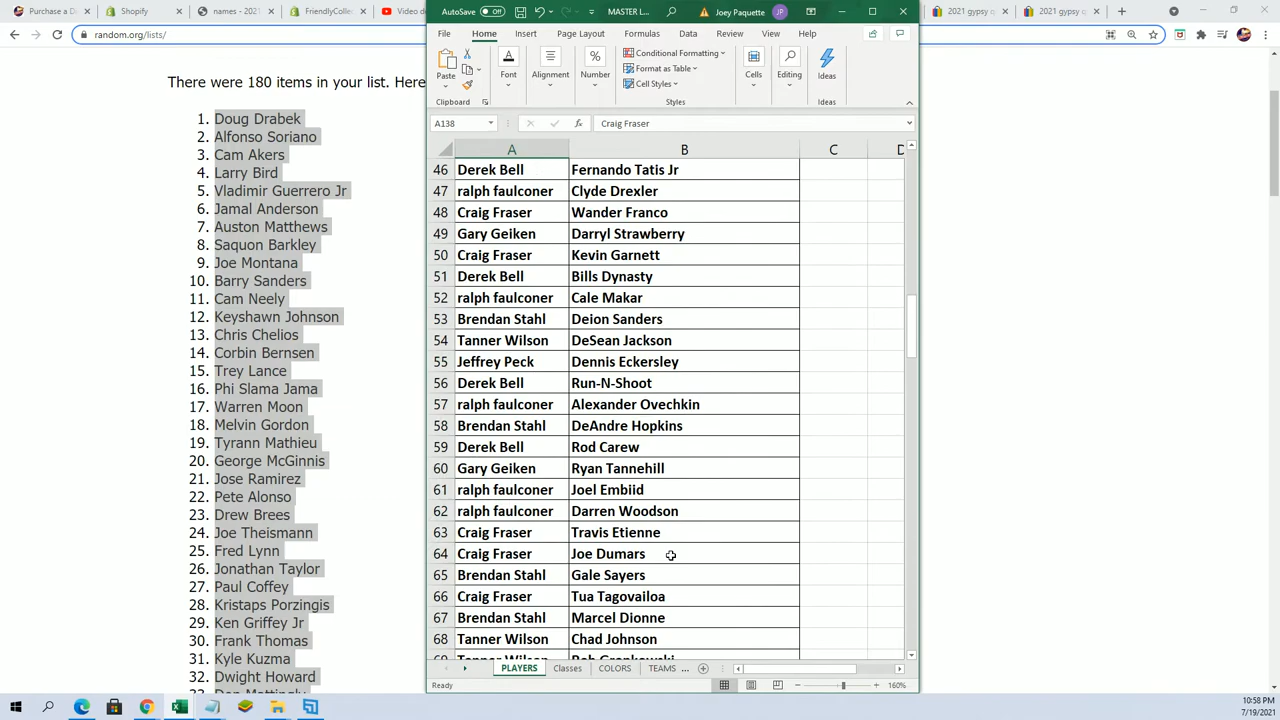 Purchase a D
Shopify
names - 2021
FriendlyCollec
Video d
AutoSave Off MASTER L... Joey Paquette JP
2021 gypsy q
2021 gypsy q
random.org/lists/
File Home Insert Page Layout Formulas Data Review View Help
Paste
Clipboard
Font
Alignment
Number
Conditional Formatting
Format as Table
Cell Styles
Styles
Cells
Editing
Ideas
Ideas
A138 fx Craig Fraser
There were 180 items in your list. Here
1. Doug Drabek
2. Alfonso Soriano
3. Cam Akers
4. Larry Bird
5. Vladimir Guerrero Jr
6. Jamal Anderson
7. Auston Matthews
8. Saquon Barkley
9. Joe Montana
10. Barry Sanders
11. Cam Neely
12. Keyshawn Johnson
13. Chris Chelios
14. Corbin Bernsen
15. Trey Lance
16. Phi Slama Jama
17. Warren Moon
18. Melvin Gordon
19. Tyrann Mathieu
20. George McGinnis
21. Jose Ramirez
22. Pete Alonso
23. Drew Brees
24. Joe Theismann
25. Fred Lynn
26. Jonathan Taylor
27. Paul Coffey
28. Kristaps Porzingis
29. Ken Griffey Jr
30. Frank Thomas
31. Kyle Kuzma
32. Dwight Howard
33. Don Mattingly
A B C D
46 Derek Bell Fernando Tatis Jr
47 ralph faulconer Clyde Drexler
48 Craig Fraser Wander Franco
49 Gary Geiken Darryl Strawberry
50 Craig Fraser Kevin Garnett
51 Derek Bell Bills Dynasty
52 ralph faulconer Cale Makar
53 Brendan Stahl Deion Sanders
54 Tanner Wilson DeSean Jackson
55 Jeffrey Peck Dennis Eckersley
56 Derek Bell Run-N-Shoot
57 ralph faulconer Alexander Ovechkin
58 Brendan Stahl DeAndre Hopkins
59 Derek Bell Rod Carew
60 Gary Geiken Ryan Tannehill
61 ralph faulconer Joel Embiid
62 ralph faulconer Darren Woodson
63 Craig Fraser Travis Etienne
64 Craig Fraser Joe Dumars
65 Brendan Stahl Gale Sayers
66 Craig Fraser Tua Tagovailoa
67 Brendan Stahl Marcel Dionne
68 Tanner Wilson Chad Johnson
69 Tanner Wilson Rob Gronkowski
PLAYERS Classes COLORS TEAMS ...
Ready 160%
10:58 PM
7/19/2021